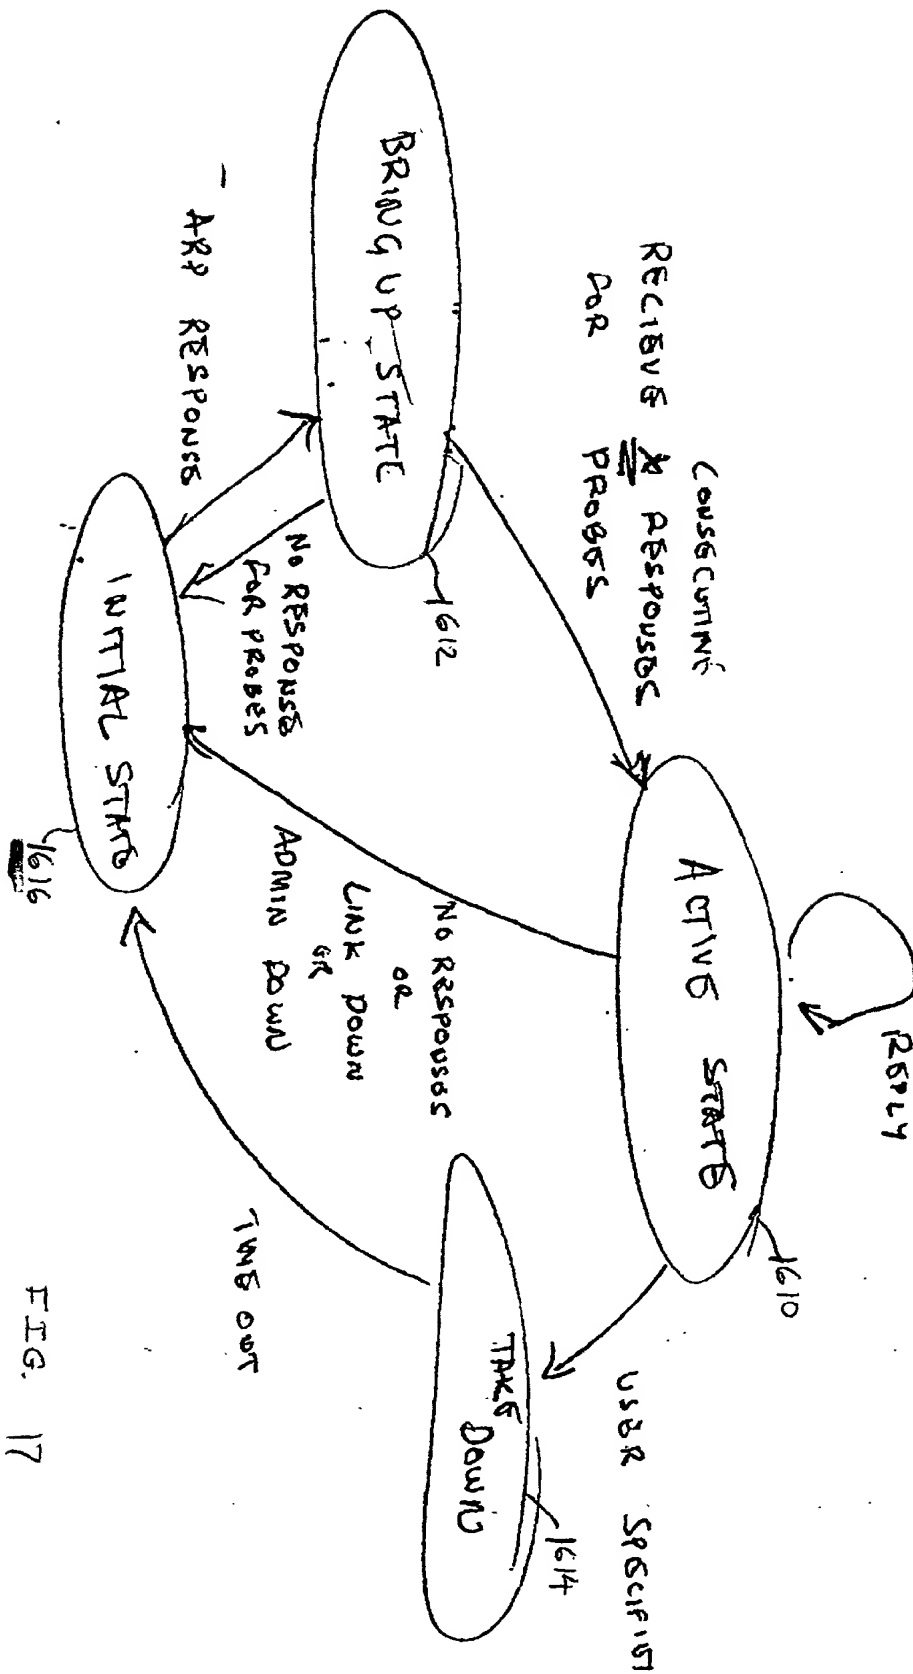 REPLY
ACTIVE STATE
1610
USER SPECIFIED
CONSECUTIVE
RECIEVE X RESPONSES
FOR PROBES
BRING UP STATE
1612
TAKE
DOWN
1614
NO RESPONSES
OR
LINK DOWN
OR
ADMIN DOWN
NO RESPONSE
FOR PROBES
ARP RESPONSE
TIME OUT
INITIAL STATE
1616
FIG. 17